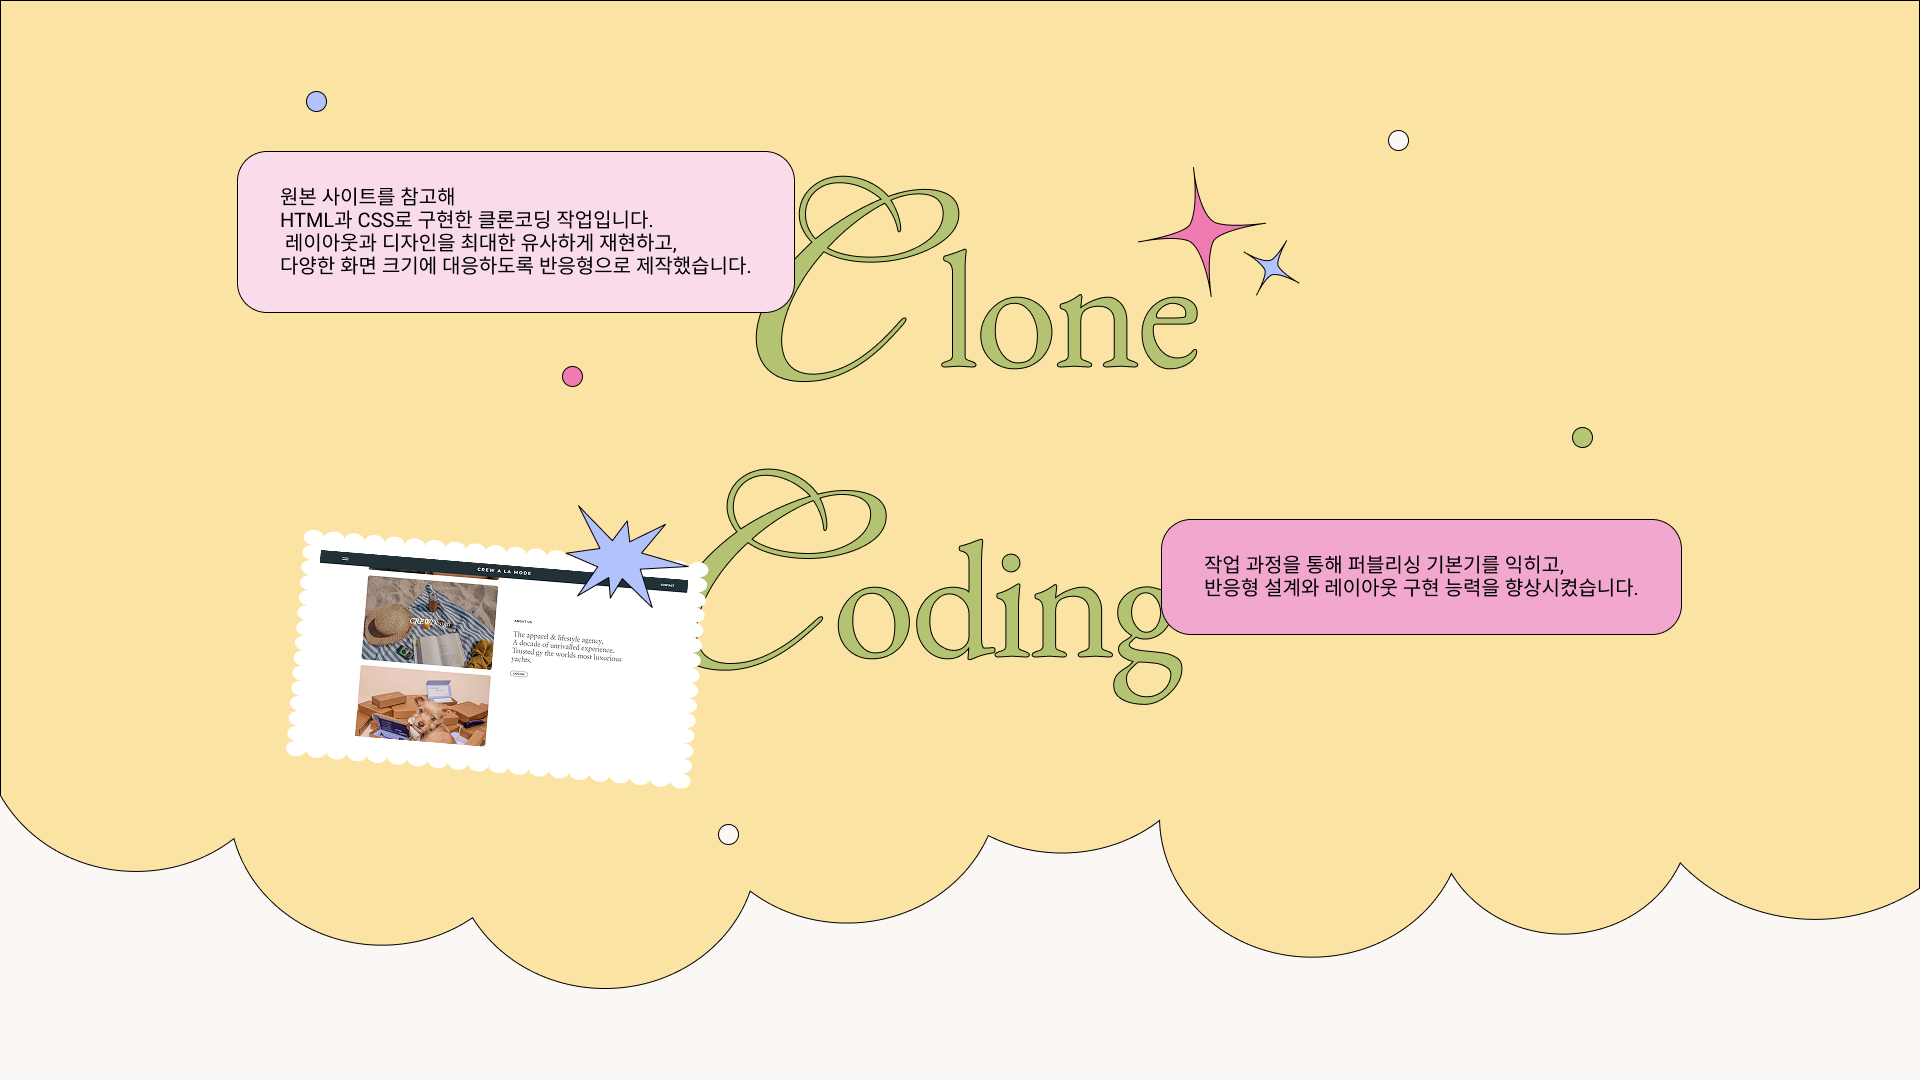 원본 사이트를 참고해
HTML과 CSS로 구현한 클론코딩 작업입니다.
레이아웃과 디자인을 최대한 유사하게 재현하고,
다양한 화면 크기에 대응하도록 반응형으로 제작했습니다.
Clone
Coding
작업 과정을 통해 퍼블리싱 기본기를 익히고,
반응형 설계와 레이아웃 구현 능력을 향상시켰습니다.
CREW A LA MODE
CONTACT
ABOUT US
The apparel & lifestyle agency.
A docade of unrivalled experience.
Trusted gy the worlds most luxurious
yachts.